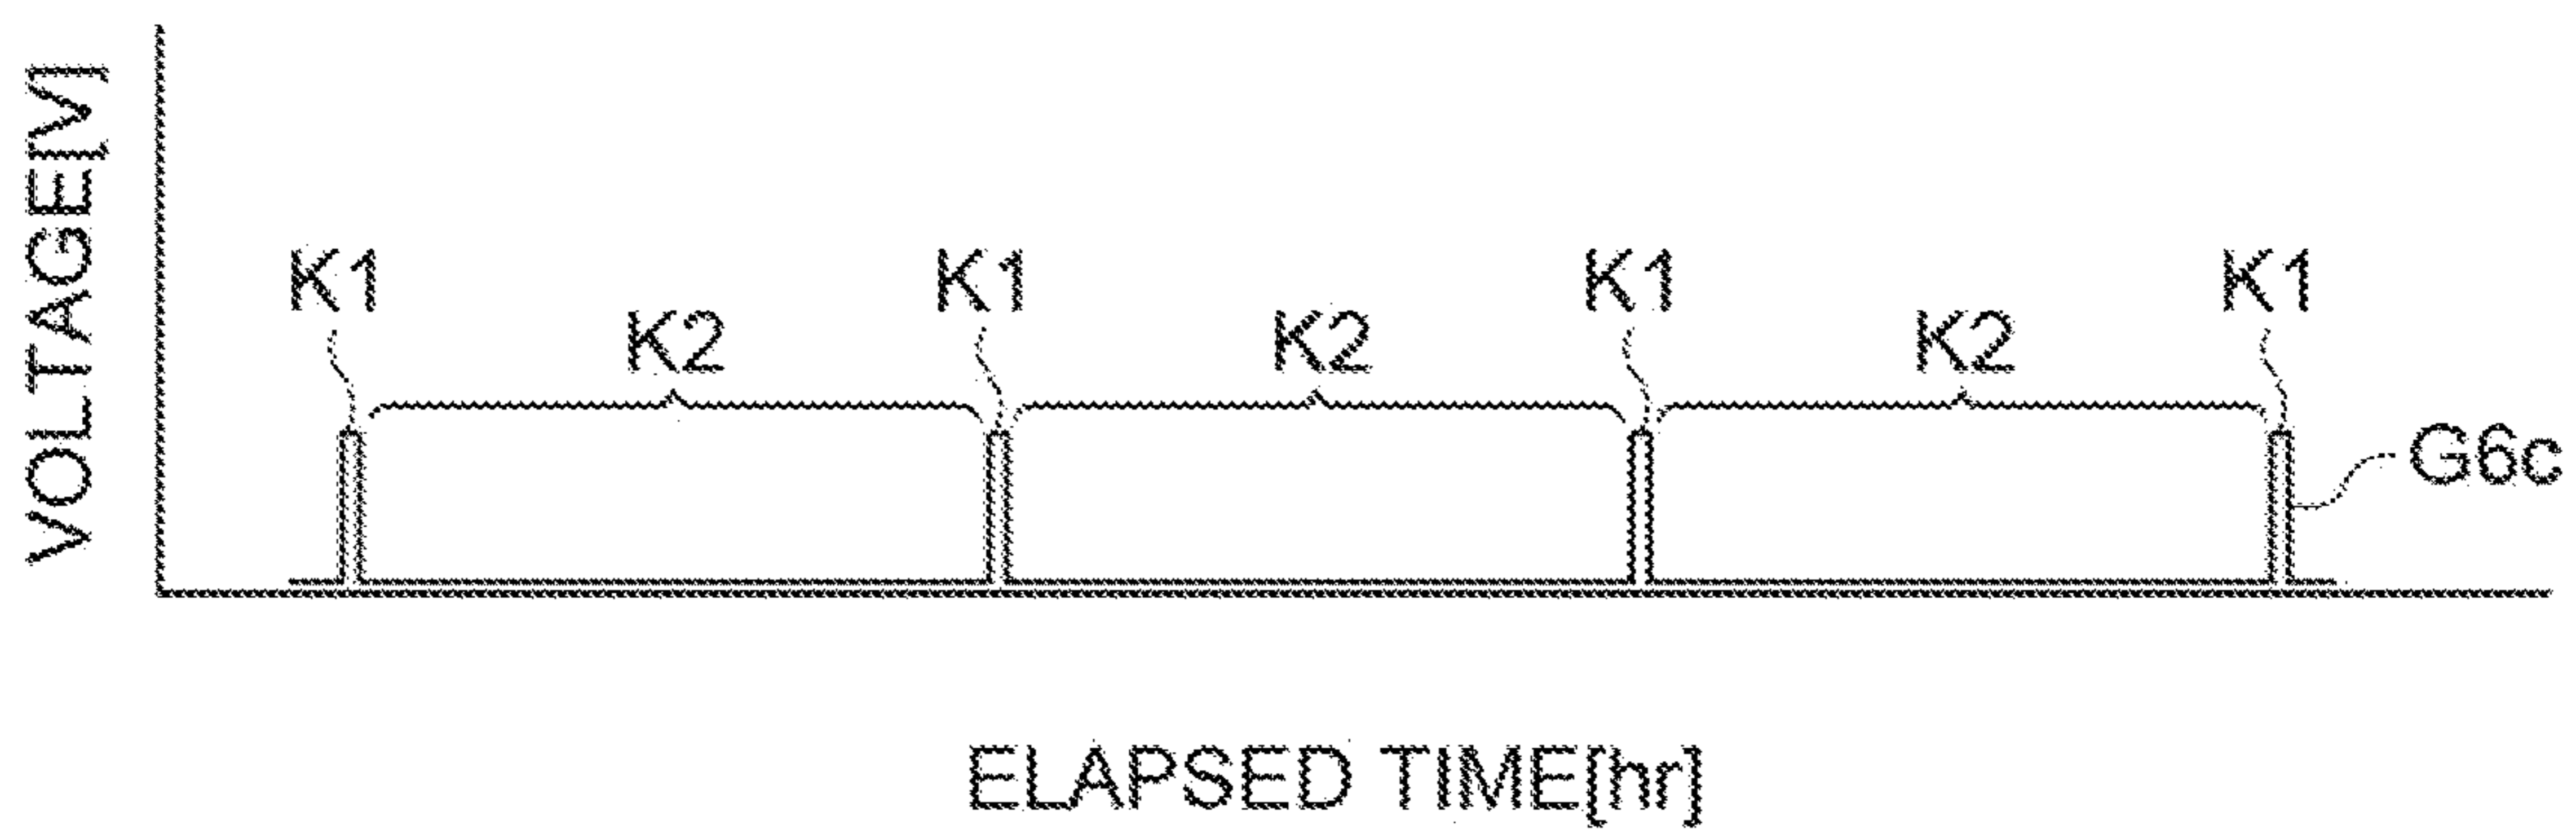 VOLTAGE[V]
K1 K1 K1 K1
K2 K2 K2
G6c
ELAPSED TIME[hr]